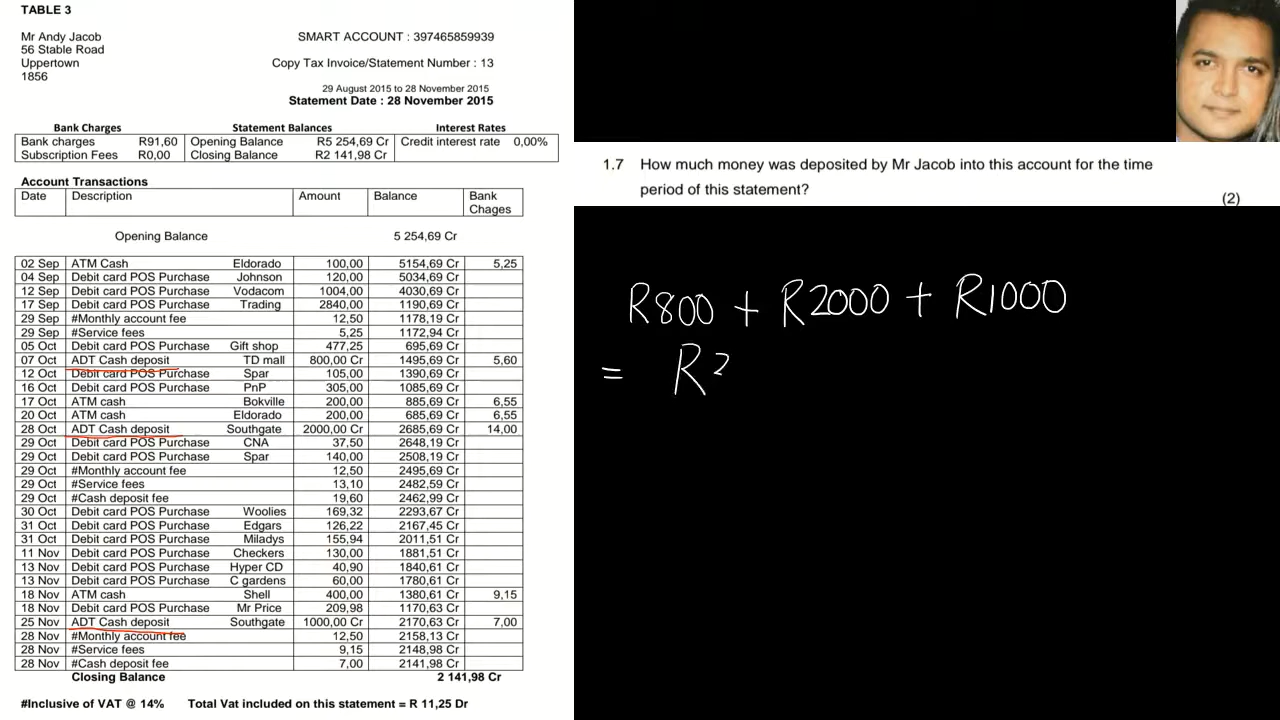 TABLE 3
Mr Andy Jacob SMART ACCOUNT : 397465859939
56 Stable Road
Uppertown Copy Tax Invoice/Statement Number : 13
1856
29 August 2015 to 28 November 2015
Statement Date : 28 November 2015
Bank Charges Statement Balances Interest Rates
Bank charges R91,60 Opening Balance R5 254,69 Cr Credit interest rate 0,00%
Subscription Fees R0,00 Closing Balance R2 141,98 Cr
Account Transactions
Date Description Amount Balance Bank
Chages
Opening Balance 5 254,69 Cr
02 Sep ATM Cash Eldorado 100,00 5154,69 Cr 5,25
04 Sep Debit card POS Purchase Johnson 120,00 5034,69 Cr
12 Sep Debit card POS Purchase Vodacom 1004,00 4030,69 Cr
17 Sep Debit card POS Purchase Trading 2840,00 1190,69 Cr
29 Sep #Monthly account fee 12,50 1178,19 Cr
29 Sep #Service fees 5,25 1172,94 Cr
05 Oct Debit card POS Purchase Gift shop 477,25 695,69 Cr
07 Oct ADT Cash deposit TD mall 800,00 Cr 1495,69 Cr 5,60
12 Oct Debit card POS Purchase Spar 105,00 1390,69 Cr
16 Oct Debit card POS Purchase PnP 305,00 1085,69 Cr
17 Oct ATM cash Bokville 200,00 885,69 Cr 6,55
20 Oct ATM cash Eldorado 200,00 685,69 Cr 6,55
28 Oct ADT Cash deposit Southgate 2000,00 Cr 2685,69 Cr 14,00
29 Oct Debit card POS Purchase CNA 37,50 2648,19 Cr
29 Oct Debit card POS Purchase Spar 140,00 2508,19 Cr
29 Oct #Monthly account fee 12,50 2495,69 Cr
29 Oct #Service fees 13,10 2482,59 Cr
29 Oct #Cash deposit fee 19,60 2462,99 Cr
30 Oct Debit card POS Purchase Woolies 169,32 2293,67 Cr
31 Oct Debit card POS Purchase Edgars 126,22 2167,45 Cr
31 Oct Debit card POS Purchase Miladys 155,94 2011,51 Cr
11 Nov Debit card POS Purchase Checkers 130,00 1881,51 Cr
13 Nov Debit card POS Purchase Hyper CD 40,90 1840,61 Cr
13 Nov Debit card POS Purchase C gardens 60,00 1780,61 Cr
18 Nov ATM cash Shell 400,00 1380,61 Cr 9,15
18 Nov Debit card POS Purchase Mr Price 209,98 1170,63 Cr
25 Nov ADT Cash deposit Southgate 1000,00 Cr 2170,63 Cr 7,00
28 Nov #Monthly account fee 12,50 2158,13 Cr
28 Nov #Service fees 9,15 2148,98 Cr
28 Nov #Cash deposit fee 7,00 2141,98 Cr
Closing Balance 2 141,98 Cr
#Inclusive of VAT @ 14% Total Vat included on this statement = R 11,25 Dr
1.7 How much money was deposited by Mr Jacob into this account for the time
period of this statement?
(2)
R800 + R2000 + R1000
= R